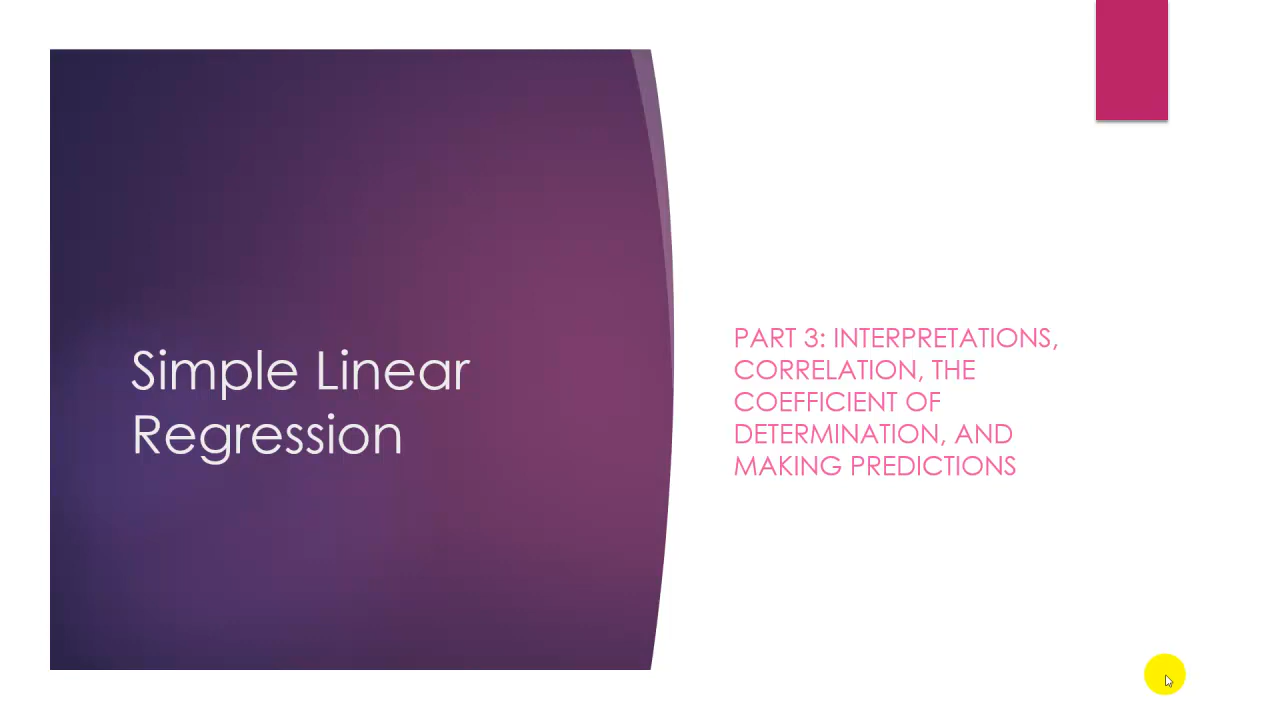 Simple Linear
Regression
PART 3: INTERPRETATIONS,
CORRELATION, THE
COEFFICIENT OF
DETERMINATION, AND
MAKING PREDICTIONS